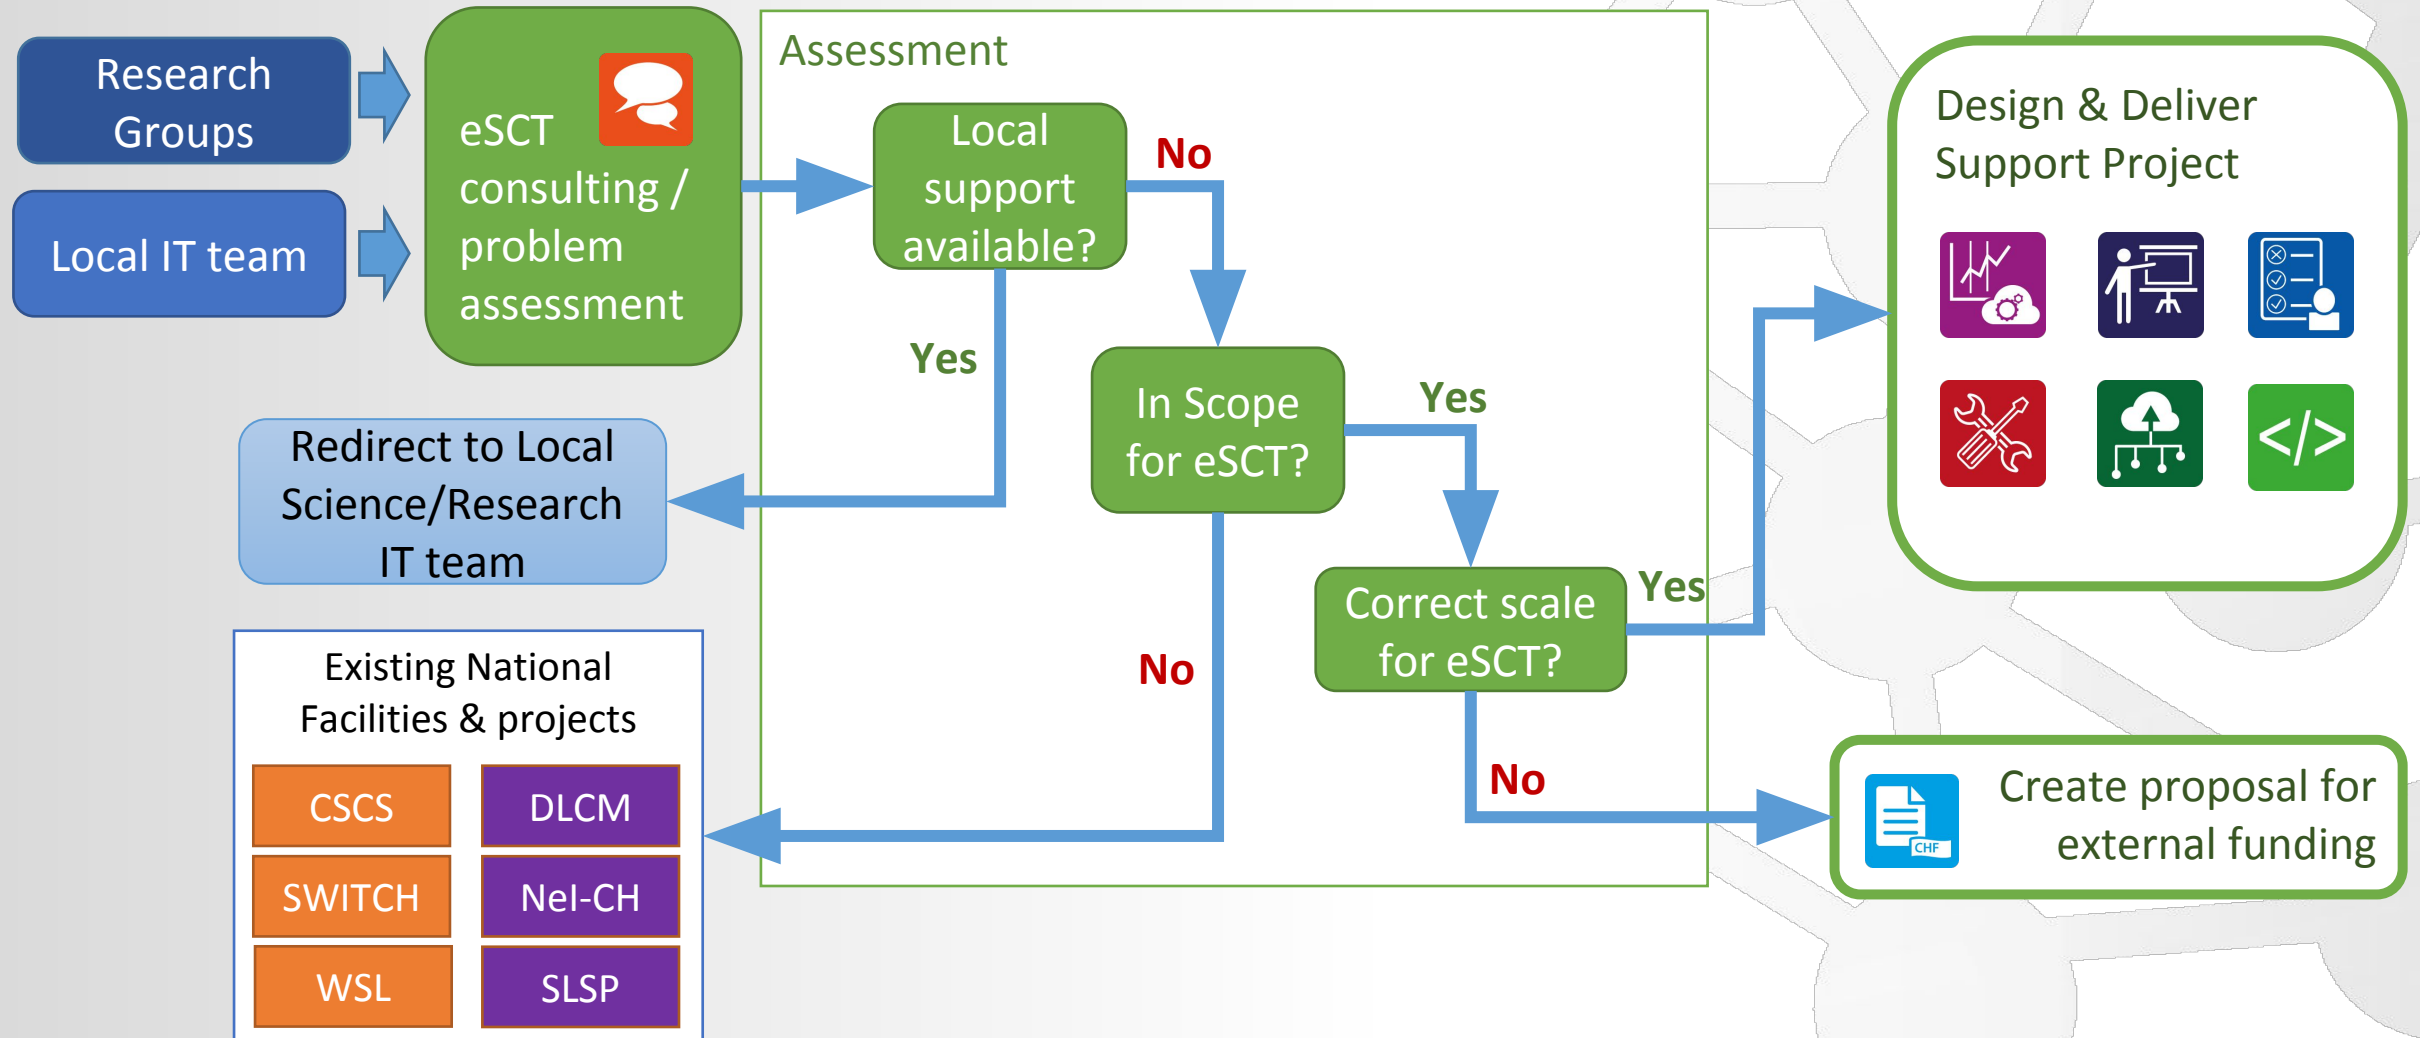 Research
Groups
Local IT team
eSCT
consulting /
problem
assessment
Assessment
Local
support
available?
No
Yes
In Scope
for eSCT?
Yes
No
Correct scale
for eSCT?
Yes
No
Redirect to Local
Science/Research
IT team
Existing National
Facilities & projects
CSCS
DLCM
SWITCH
NeI-CH
WSL
SLSP
Design & Deliver
Support Project
</>
CHF
Create proposal for
external funding